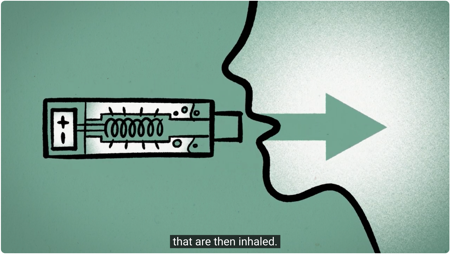 that are then inhaled.